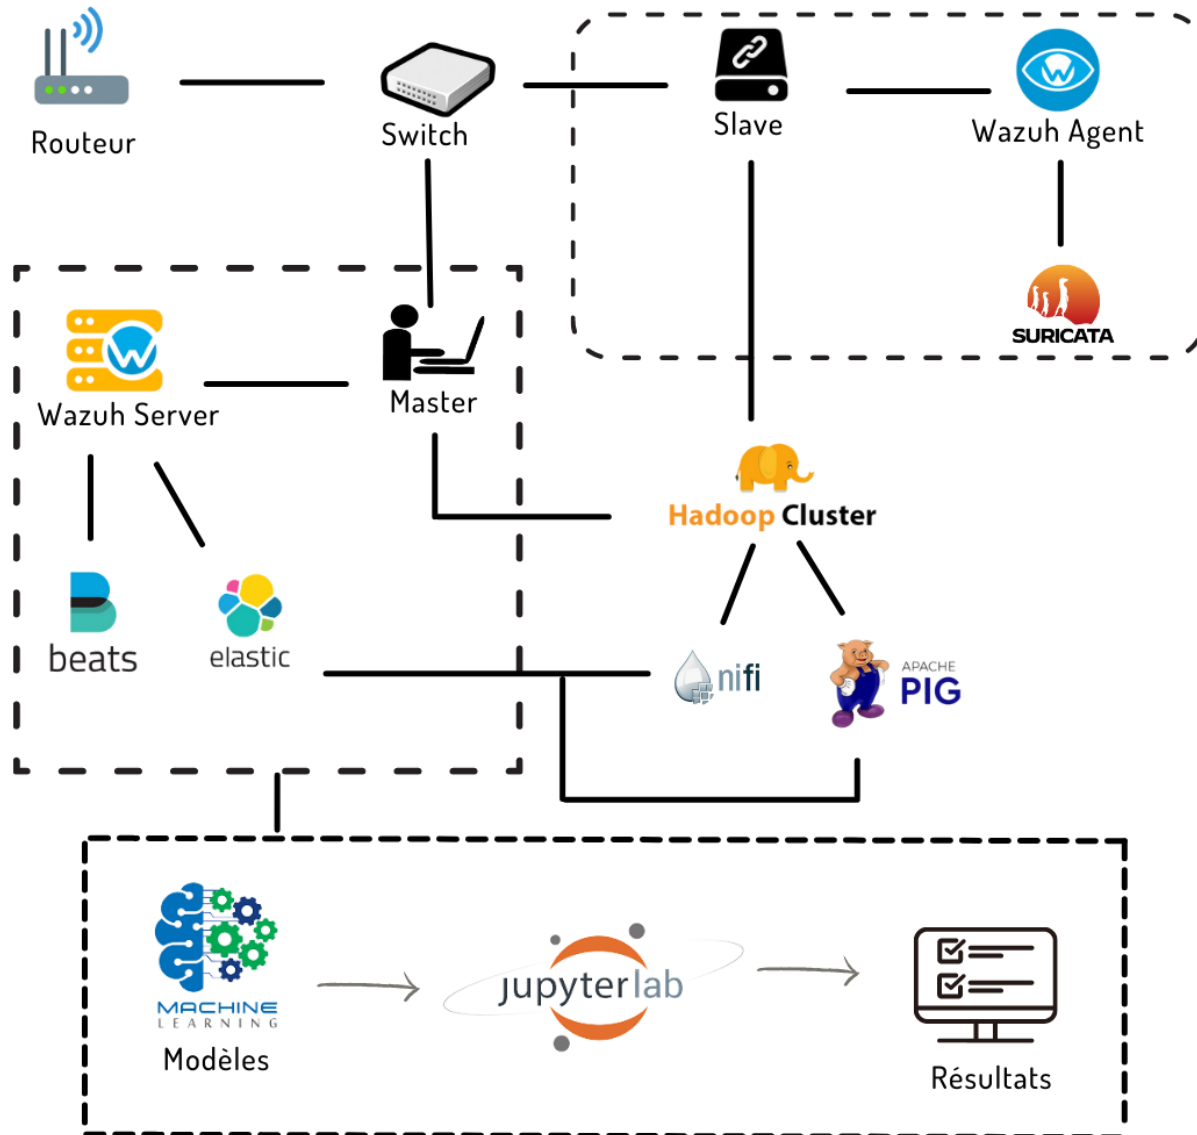 Routeur
Switch
Slave
Wazuh Agent
SURICATA
W
Wazuh Server
Master
Hadoop Cluster
beats
elastic
nifi
APACHE
PIG
MACHINE
LEARNING
Modèles
jupyterlab
Résultats